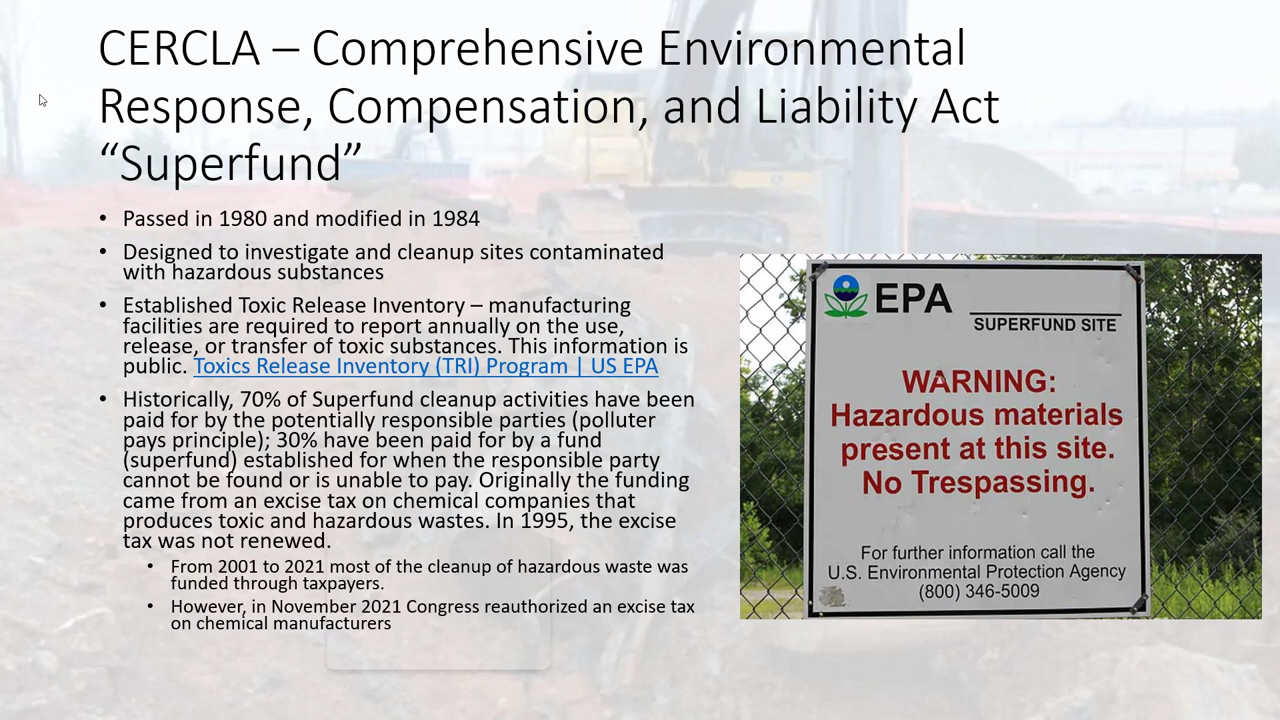 CERCLA – Comprehensive Environmental
Response, Compensation, and Liability Act
“Superfund”
• Passed in 1980 and modified in 1984
• Designed to investigate and cleanup sites contaminated
with hazardous substances
• Established Toxic Release Inventory – manufacturing
facilities are required to report annually on the use,
release, or transfer of toxic substances. This information is
public. Toxics Release Inventory (TRI) Program | US EPA
• Historically, 70% of Superfund cleanup activities have been
paid for by the potentially responsible parties (polluter
pays principle); 30% have been paid for by a fund
(superfund) established for when the responsible party
cannot be found or is unable to pay. Originally the funding
came from an excise tax on chemical companies that
produces toxic and hazardous wastes. In 1995, the excise
tax was not renewed.
• From 2001 to 2021 most of the cleanup of hazardous waste was
funded through taxpayers.
• However, in November 2021 Congress reauthorized an excise tax
on chemical manufacturers
EPA
SUPERFUND SITE
WARNING:
Hazardous materials
present at this site.
No Trespassing.
For further information call the
U.S. Environmental Protection Agency
(800) 346-5009